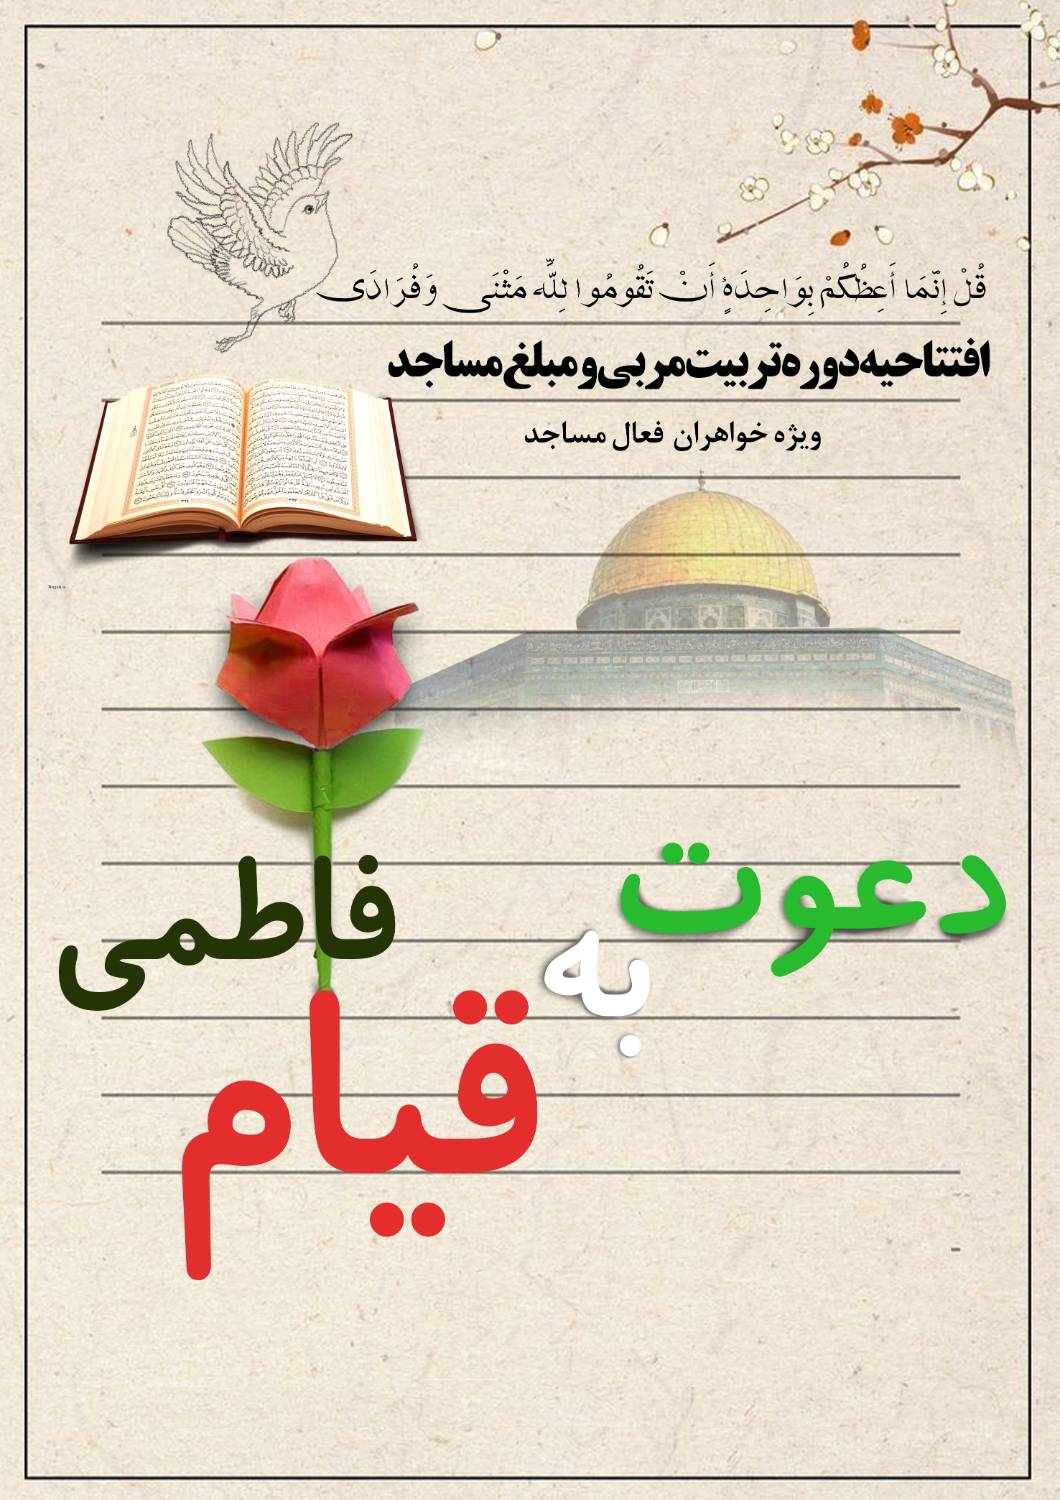 قُلْ إِنَّمَا أَعِظُكُمْ بِوَاحِدَةٍ أَنْ تَقُومُوا لِلَّهِ مَثْنَى وَفُرَادَى
افتتاحیه دوره تربیت مربی و مبلغ مساجد
ویژه خواهران فعال مساجد
دعوت
به
قیام
فاطمی